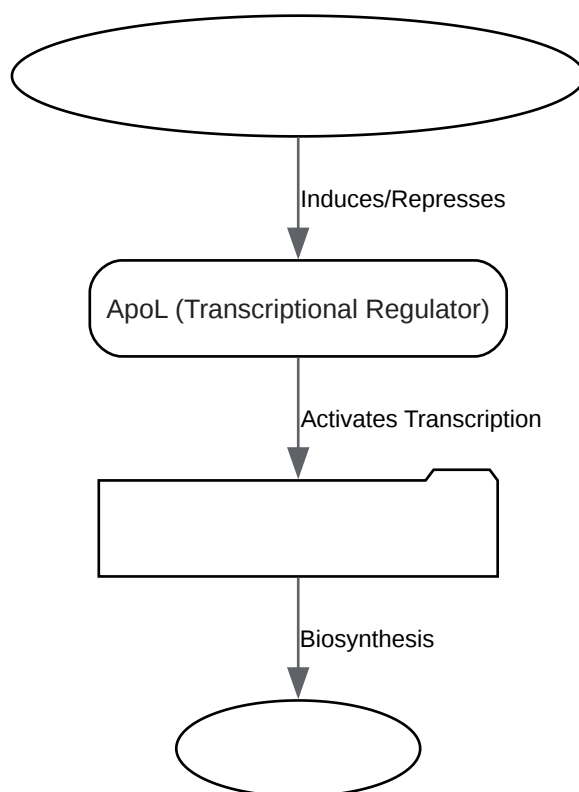 Induces/Represses
ApoL (Transcriptional Regulator)
Activates Transcription
Biosynthesis